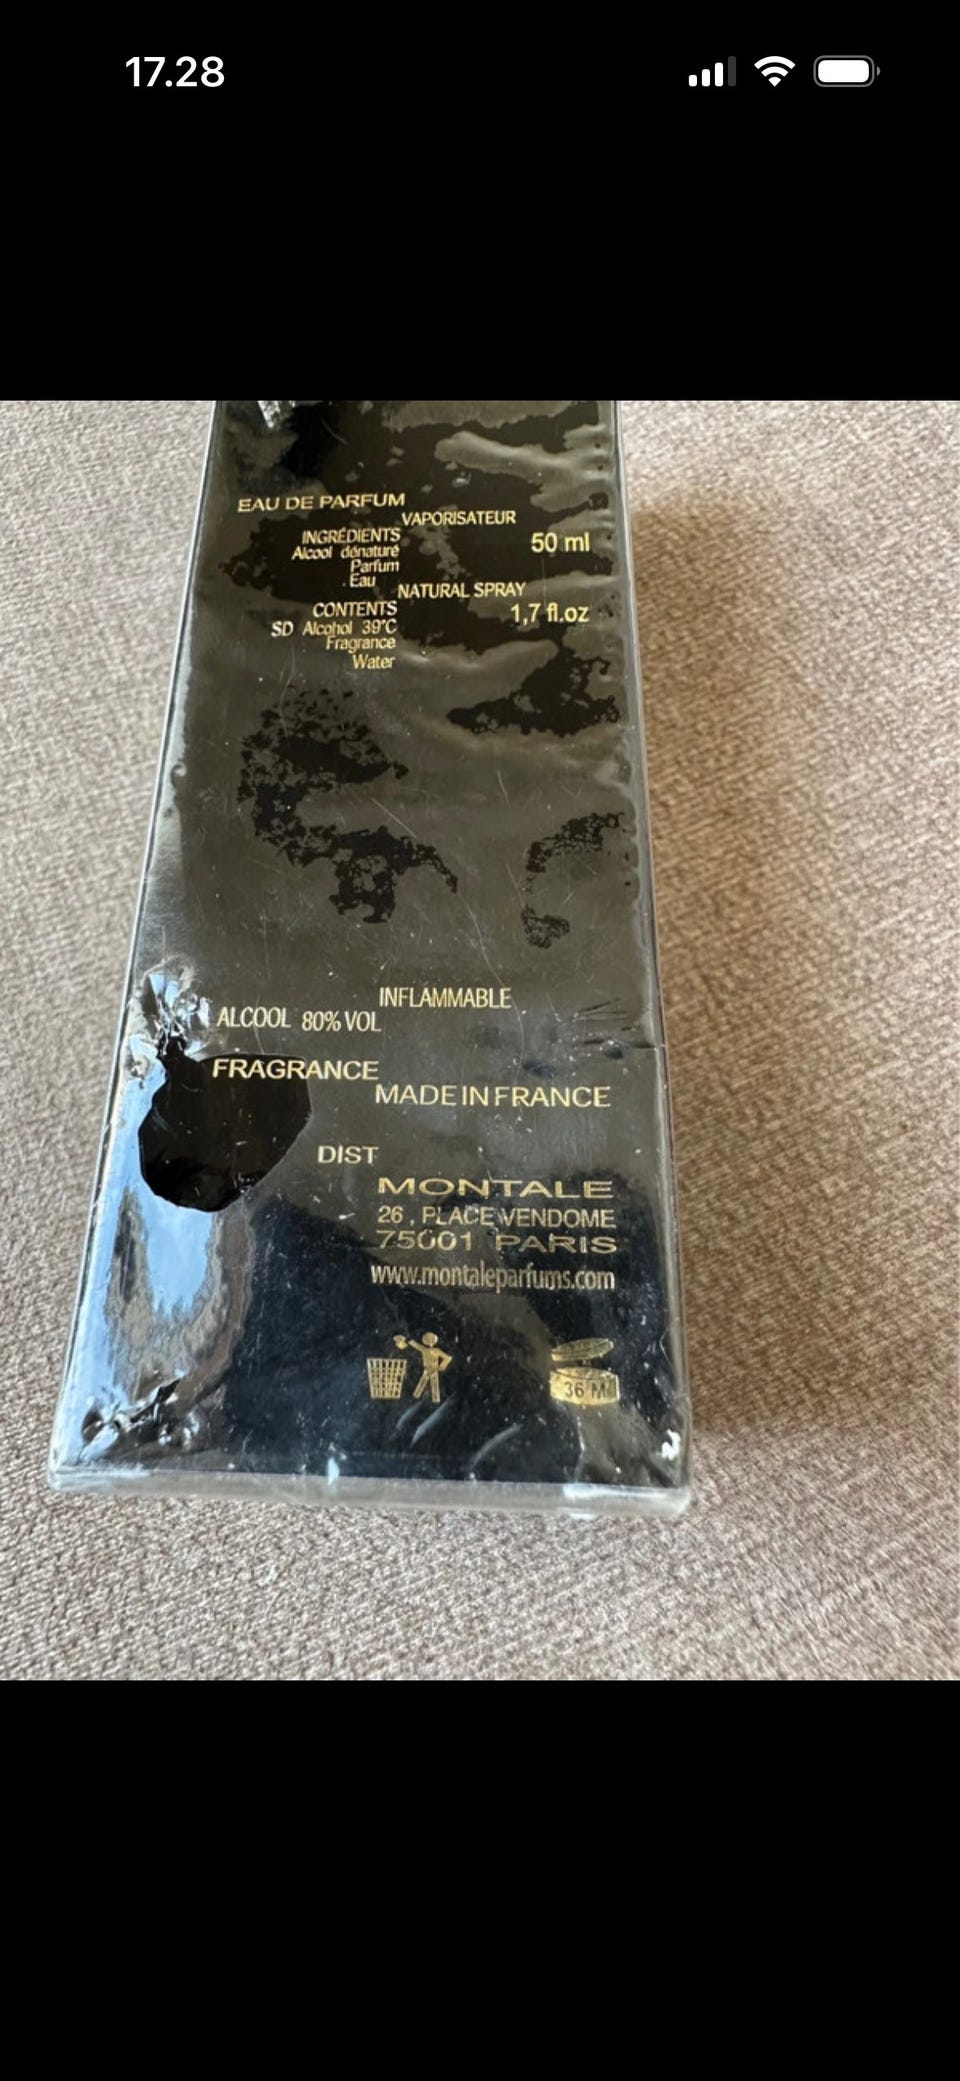 17.28
EAU DE PARFUM
VAPORISATEUR
INGRÉDIENTS
50 ml
Alcool dénaturé
Parfum
Eau
NATURAL SPRAY
CONTENTS
1,7 fl.oz
SD Alcohol 39°C
Fragrance
Water
INFLAMMABLE
ALCOOL 80% VOL
FRAGRANCE
MADE IN FRANCE
DIST
MONTALE
26, PLACE VENDOME
75001 PARIS
www.montaleparfums.com
36 M